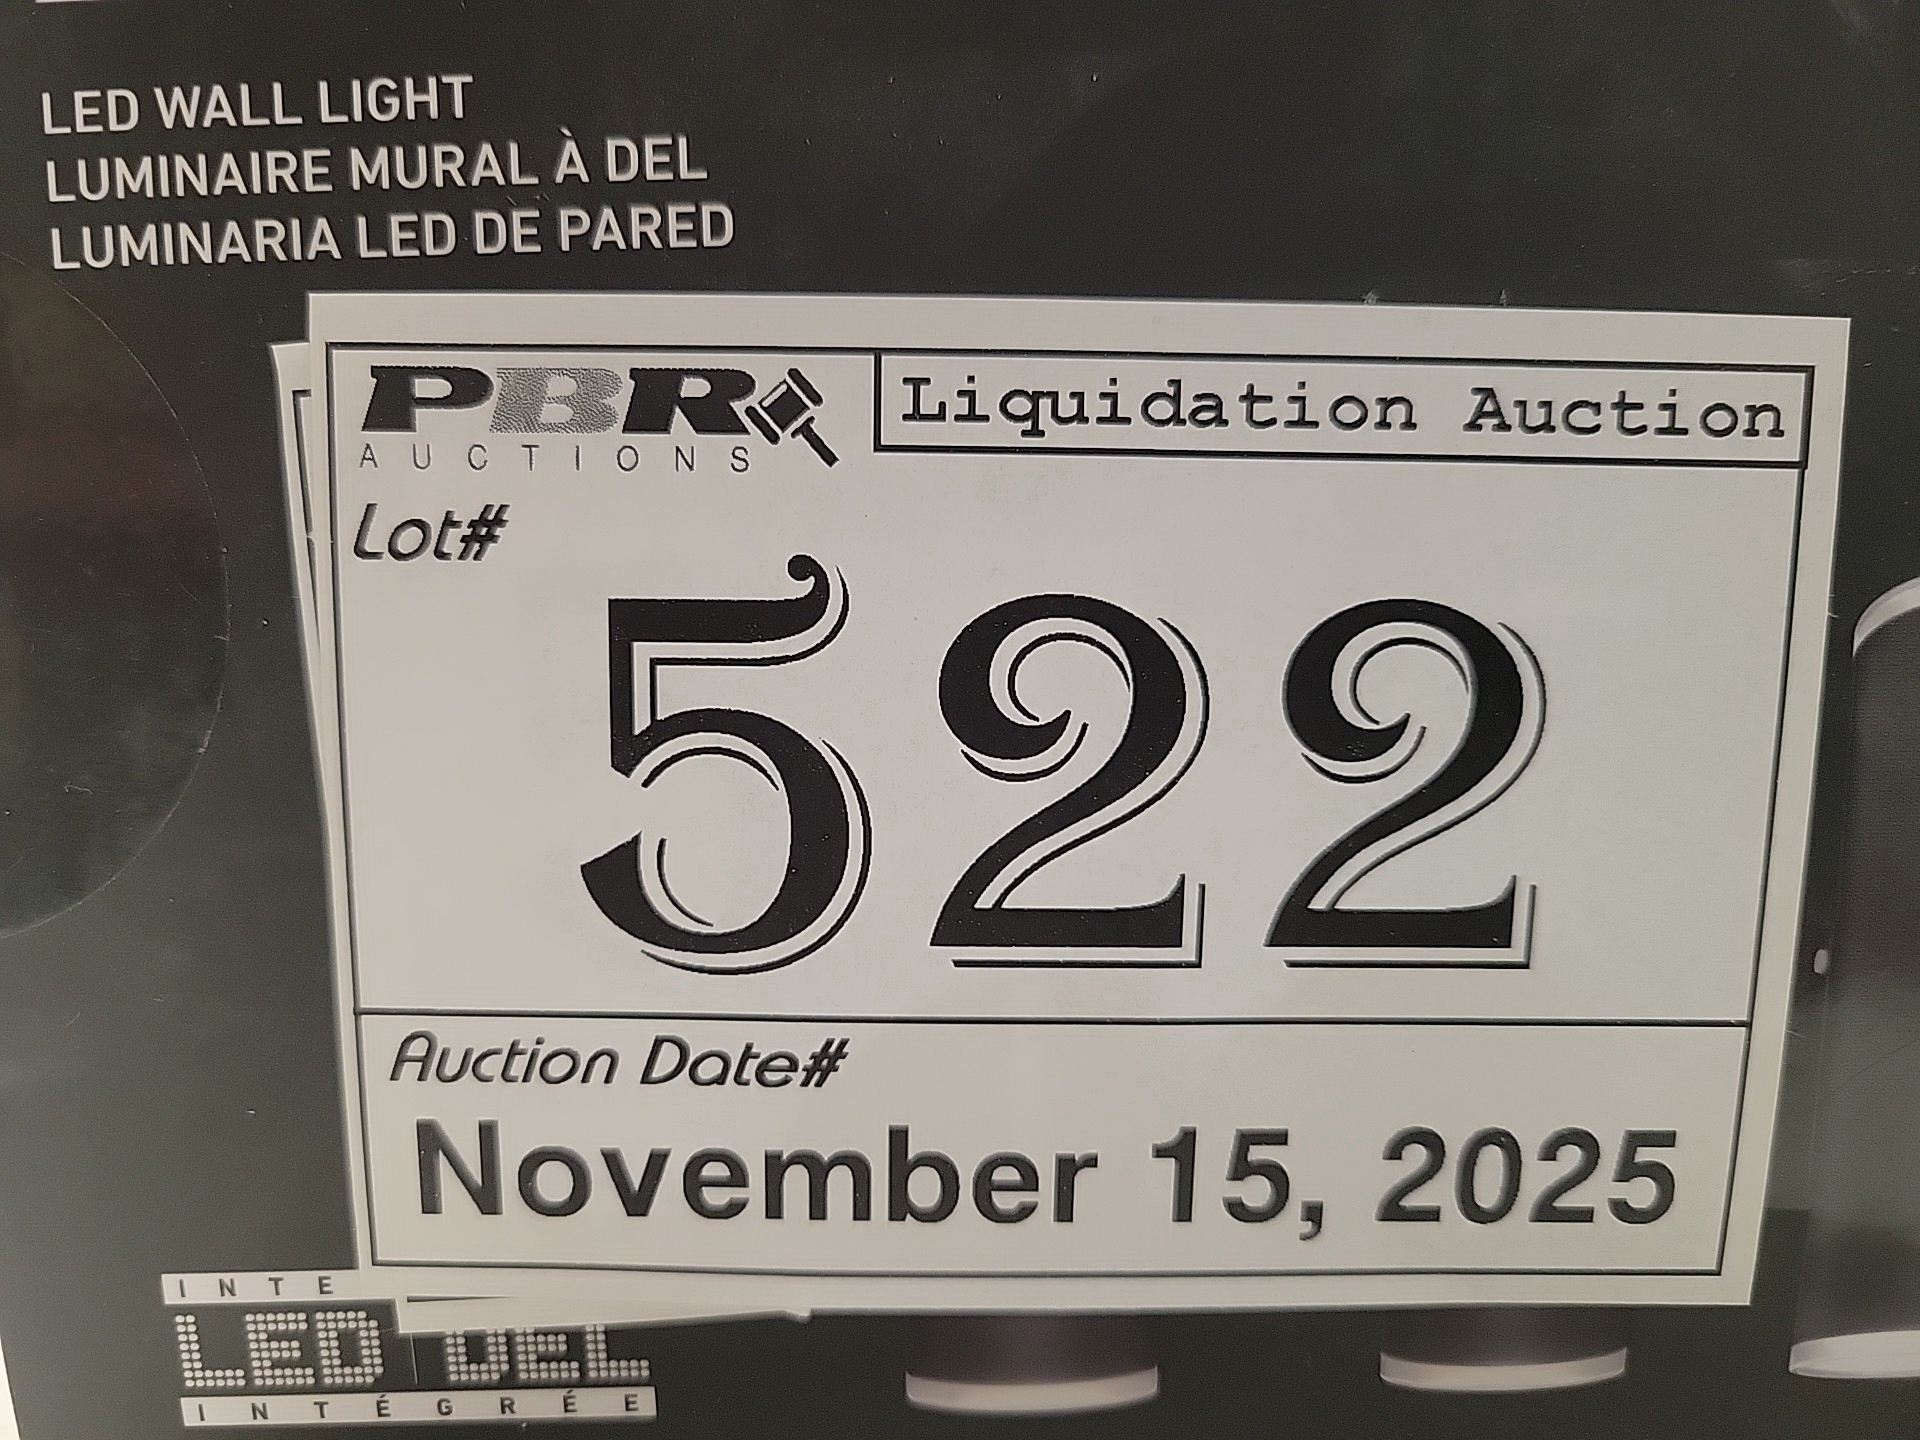 LED WALL LIGHT
LUMINAIRE MURAL À DEL
LUMINARIA LED DE PARED
PBR
AUCTIONS
Liquidation Auction
Lot#
522
Auction Date#
November 15, 2025
INTE
LED DEL
INTÉGRÉE